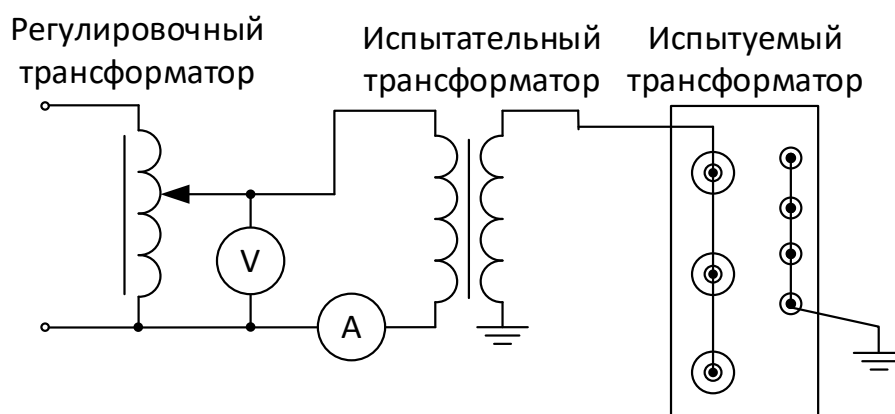 Регулировочный
трансформатор
Испытательный
трансформатор
Испытуемый
трансформатор
V
A